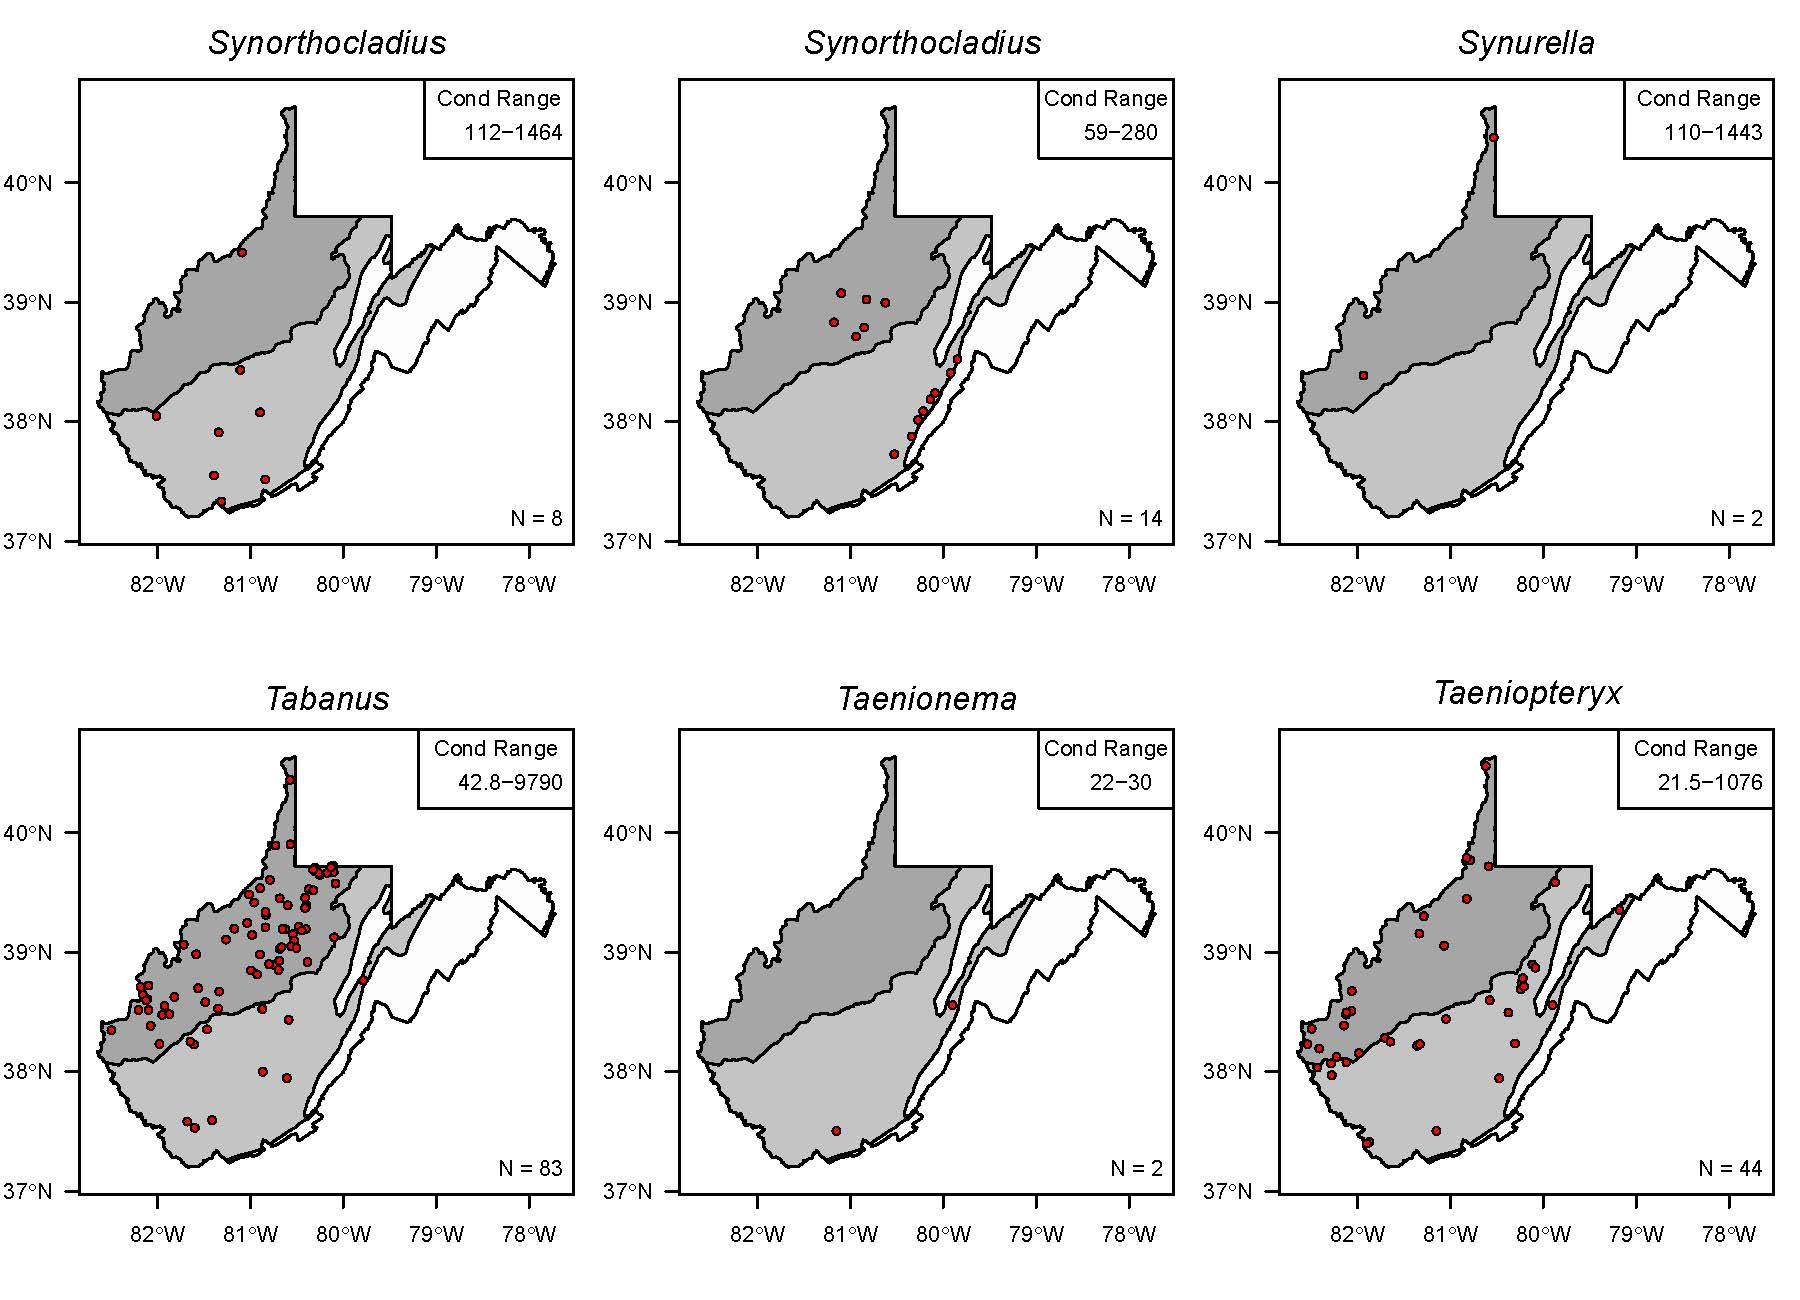 Synorthocladius
Cond Range
112−1464
40°N
39°N
38°N
37°N
N = 8
82°W 81°W 80°W 79°W 78°W
Synorthocladius
Cond Range
59−280
40°N
39°N
38°N
37°N
N = 14
82°W 81°W 80°W 79°W 78°W
Synurella
Cond Range
110−1443
40°N
39°N
38°N
37°N
N = 2
82°W 81°W 80°W 79°W 78°W
Tabanus
Cond Range
42.8−9790
40°N
39°N
38°N
37°N
N = 83
82°W 81°W 80°W 79°W 78°W
Taenionema
Cond Range
22−30
40°N
39°N
38°N
37°N
N = 2
82°W 81°W 80°W 79°W 78°W
Taeniopteryx
Cond Range
21.5−1076
40°N
39°N
38°N
37°N
N = 44
82°W 81°W 80°W 79°W 78°W